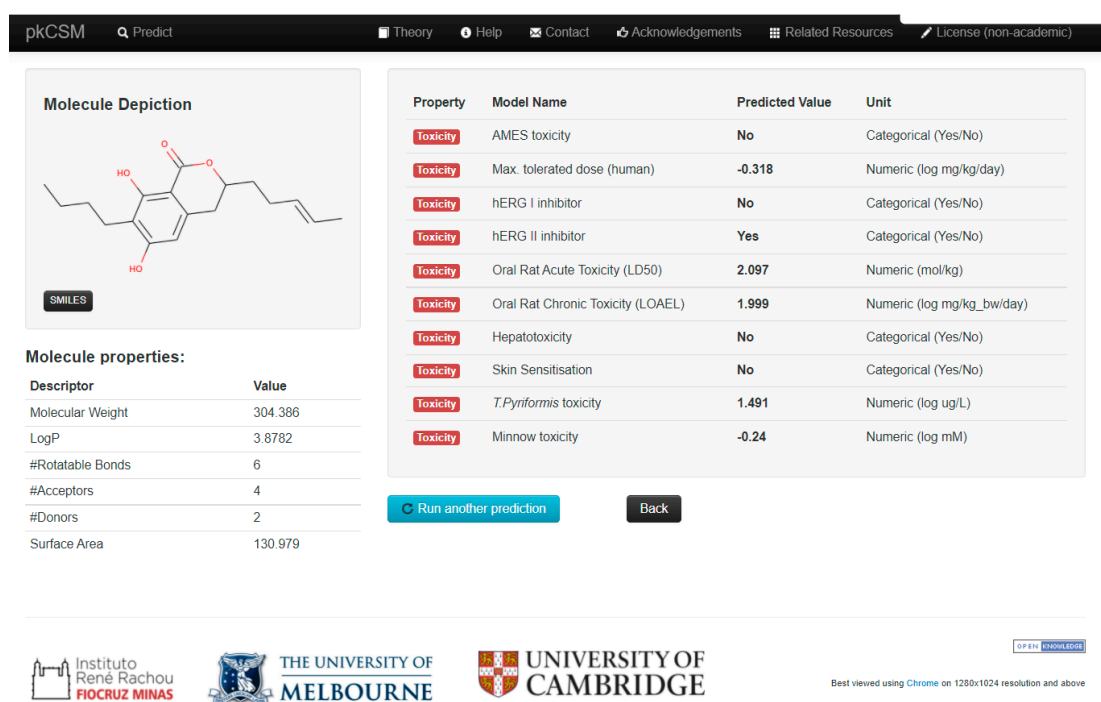 pkCSM Predict Theory Help Contact Acknowledgements Related Resources License (non-academic)
Molecule Depiction
O
O
HO
HO
SMILES
Molecule properties:
Descriptor Value
Molecular Weight 304.386
LogP 3.8782
#Rotatable Bonds 6
#Acceptors 4
#Donors 2
Surface Area 130.979
Property Model Name Predicted Value Unit
Toxicity AMES toxicity No Categorical (Yes/No)
Toxicity Max. tolerated dose (human) -0.318 Numeric (log mg/kg/day)
Toxicity hERG I inhibitor No Categorical (Yes/No)
Toxicity hERG II inhibitor Yes Categorical (Yes/No)
Toxicity Oral Rat Acute Toxicity (LD50) 2.097 Numeric (mol/kg)
Toxicity Oral Rat Chronic Toxicity (LOAEL) 1.999 Numeric (log mg/kg_bw/day)
Toxicity Hepatotoxicity No Categorical (Yes/No)
Toxicity Skin Sensitisation No Categorical (Yes/No)
Toxicity T.Pyriformis toxicity 1.491 Numeric (log ug/L)
Toxicity Minnow toxicity -0.24 Numeric (log mM)
Run another prediction Back
Instituto
René Rachou
FIOCRUZ MINAS
THE UNIVERSITY OF
MELBOURNE
UNIVERSITY OF
CAMBRIDGE
OPEN KNOWLEDGE
Best viewed using Chrome on 1280x1024 resolution and above